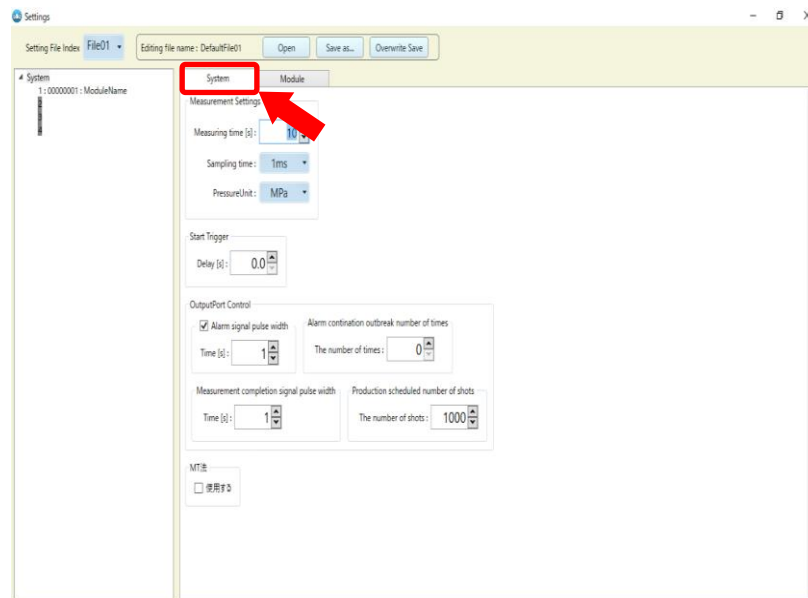 Settings
Setting File Index File01 Editing file name : DefaultFile01 Open Save as... Overwrite Save
System
1 : 00000001 : ModuleName
2
3
4
System Module
Measurement Settings
Measuring time [s] : 10
Sampling time : 1ms
PressureUnit : MPa
Start Trigger
Delay [s] : 0.0
OutputPort Control
Alarm signal pulse width
Time [s] : 1
Alarm contination outbreak number of times
The number of times : 0
Measurement completion signal pulse width
Time [s] : 1
Production scheduled number of shots
The number of shots : 1000
MT法
使用する